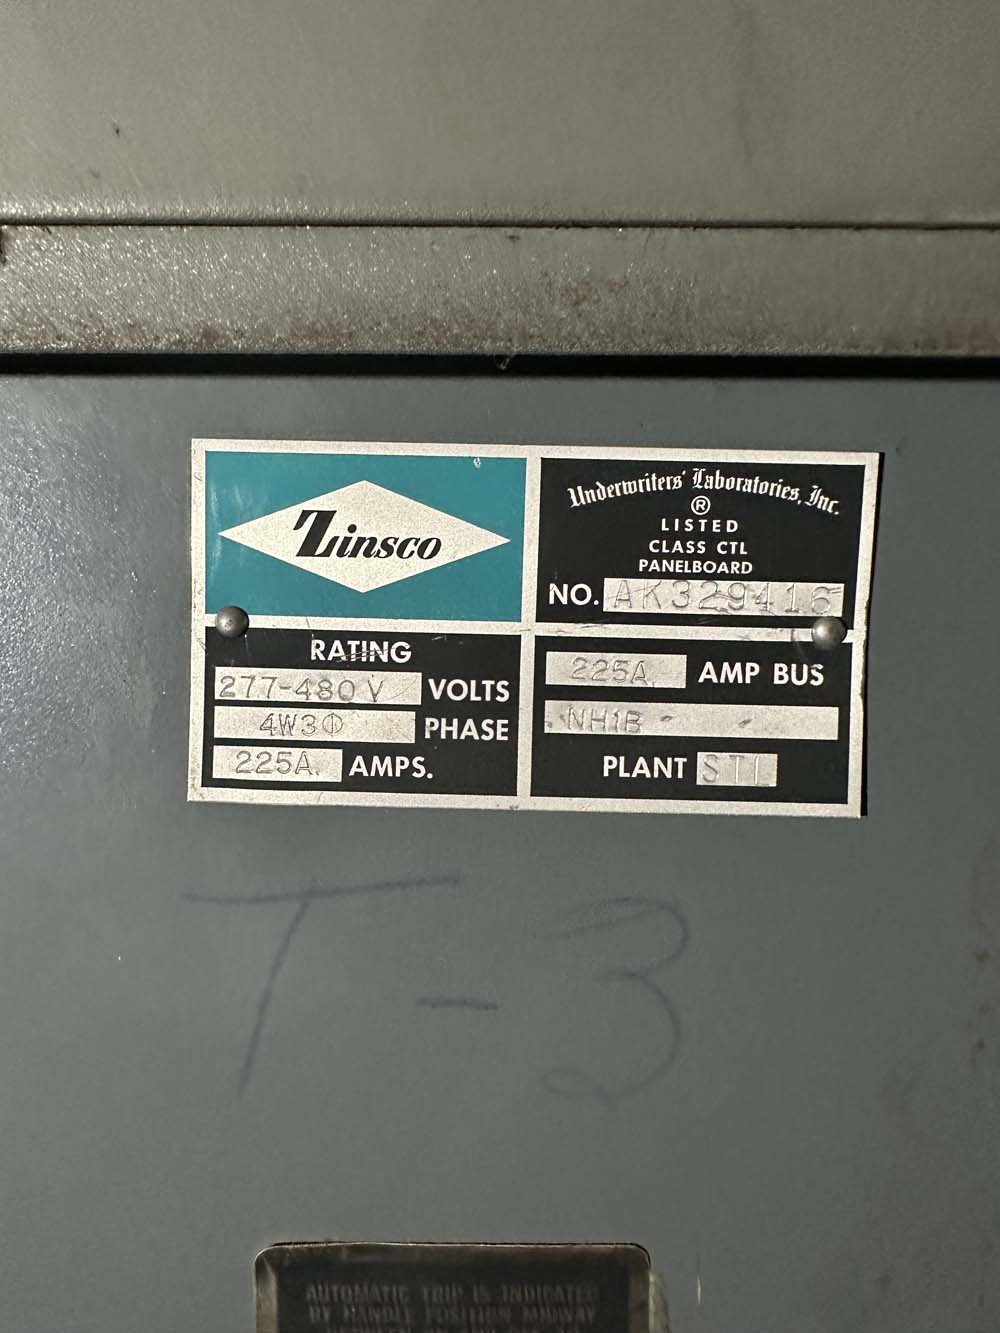 Zinsco
Underwriters' Laboratories, Inc.
®
LISTED
CLASS CTL
PANELBOARD
NO. AK329416
RATING
277-480V VOLTS
4W3Φ PHASE
225A. AMPS.
225A. AMP BUS
NH1B
PLANT STL
T-3
AUTOMATIC TRIP IS INDICATED
BY HANDLE POSITION MIDWAY